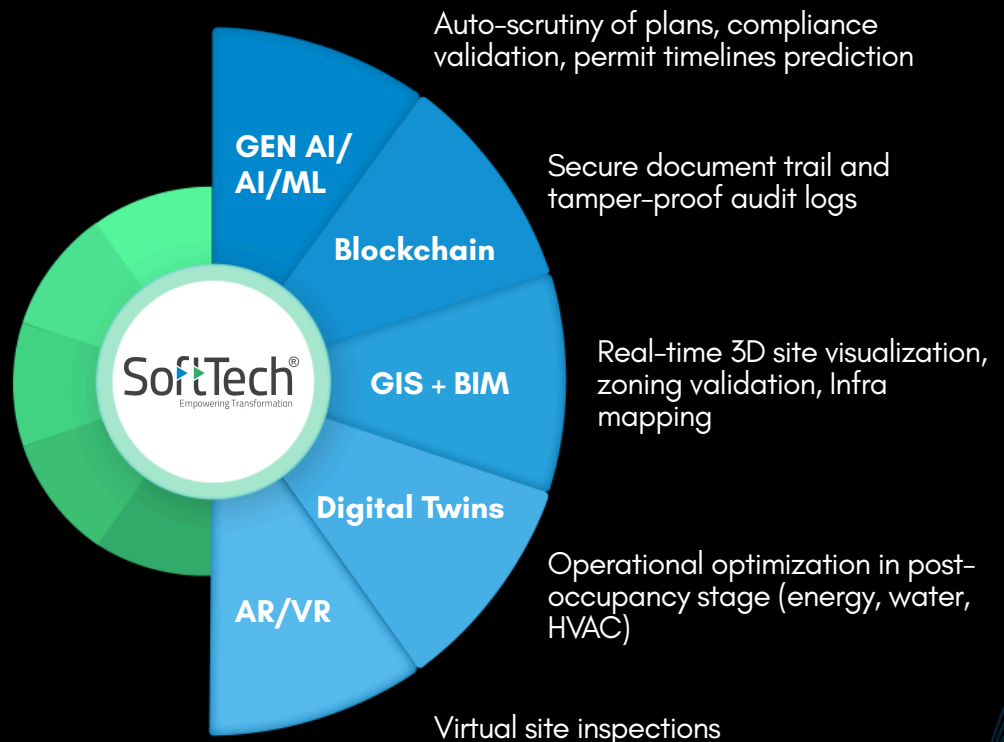 Auto-scrutiny of plans, compliance
validation, permit timelines prediction
GEN AI/
AI/ML
Secure document trail and
tamper-proof audit logs
Blockchain
Real-time 3D site visualization,
zoning validation, Infra
mapping
GIS + BIM
SoftTech®
Empowering Transformation
Digital Twins
Operational optimization in post-
occupancy stage (energy, water,
HVAC)
AR/VR
Virtual site inspections